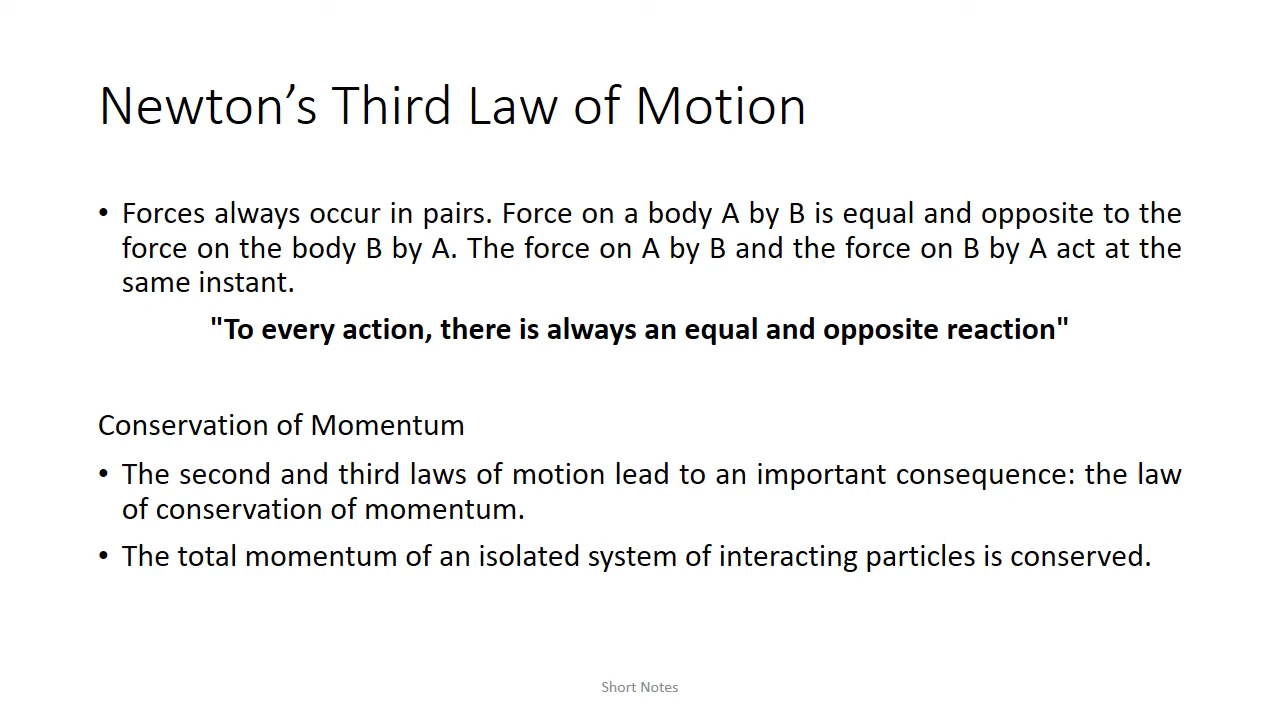 Newton’s Third Law of Motion
• Forces always occur in pairs. Force on a body A by B is equal and opposite to the
force on the body B by A. The force on A by B and the force on B by A act at the
same instant.
"To every action, there is always an equal and opposite reaction"
Conservation of Momentum
• The second and third laws of motion lead to an important consequence: the law
of conservation of momentum.
• The total momentum of an isolated system of interacting particles is conserved.
Short Notes